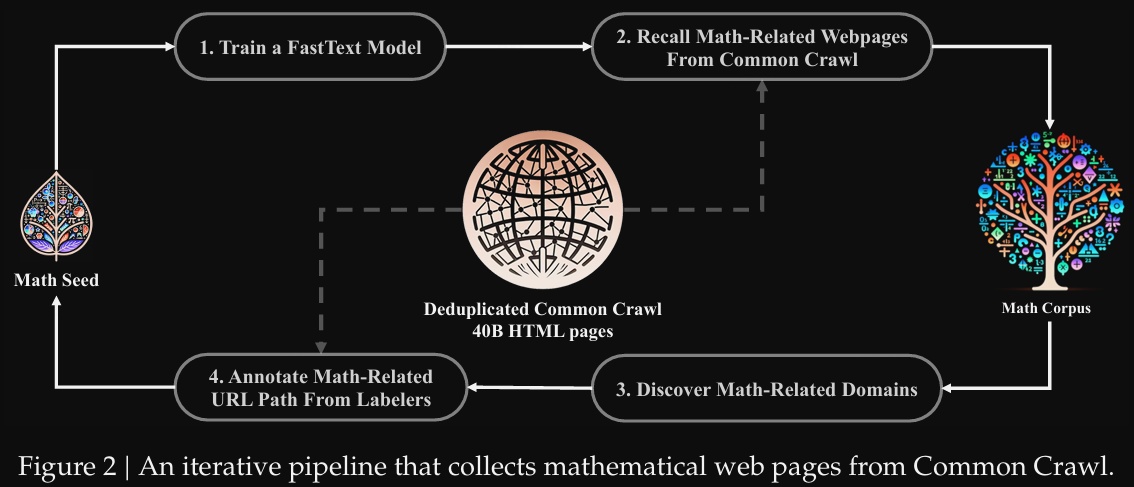 1. Train a FastText Model
2. Recall Math-Related Webpages
From Common Crawl
Math Seed
Deduplicated Common Crawl
40B HTML pages
Math Corpus
4. Annotate Math-Related
URL Path From Labelers
3. Discover Math-Related Domains
Figure 2 | An iterative pipeline that collects mathematical web pages from Common Crawl.